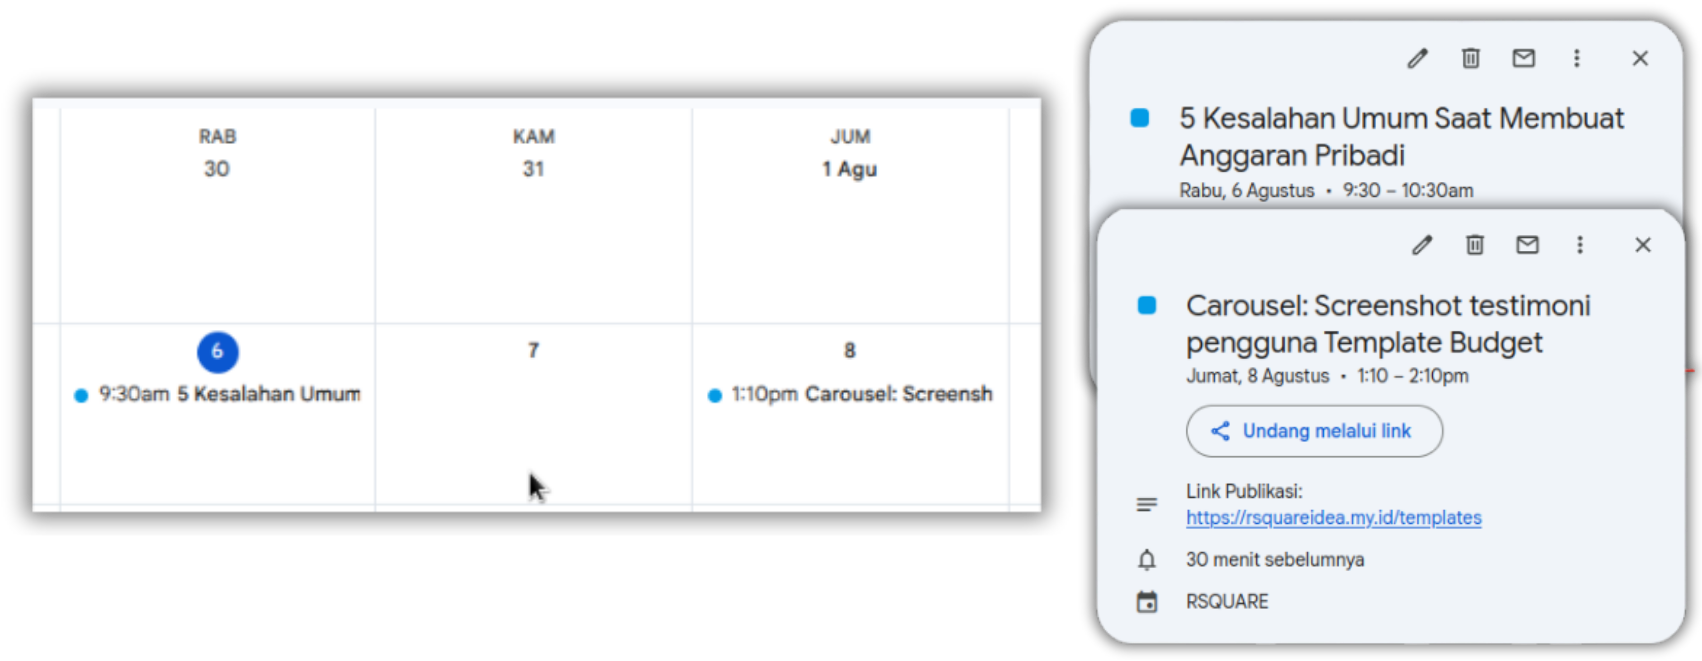 RAB
30
KAM
31
JUM
1 Agu
6
9:30am 5 Kesalahan Umum
7
8
1:10pm Carousel: Screensh
5 Kesalahan Umum Saat Membuat
Anggaran Pribadi
Rabu, 6 Agustus • 9:30 – 10:30am
Carousel: Screenshot testimoni
pengguna Template Budget
Jumat, 8 Agustus • 1:10 – 2:10pm
Undang melalui link
Link Publikasi:
https://rsquareidea.my.id/templates
30 menit sebelumnya
RSQUARE